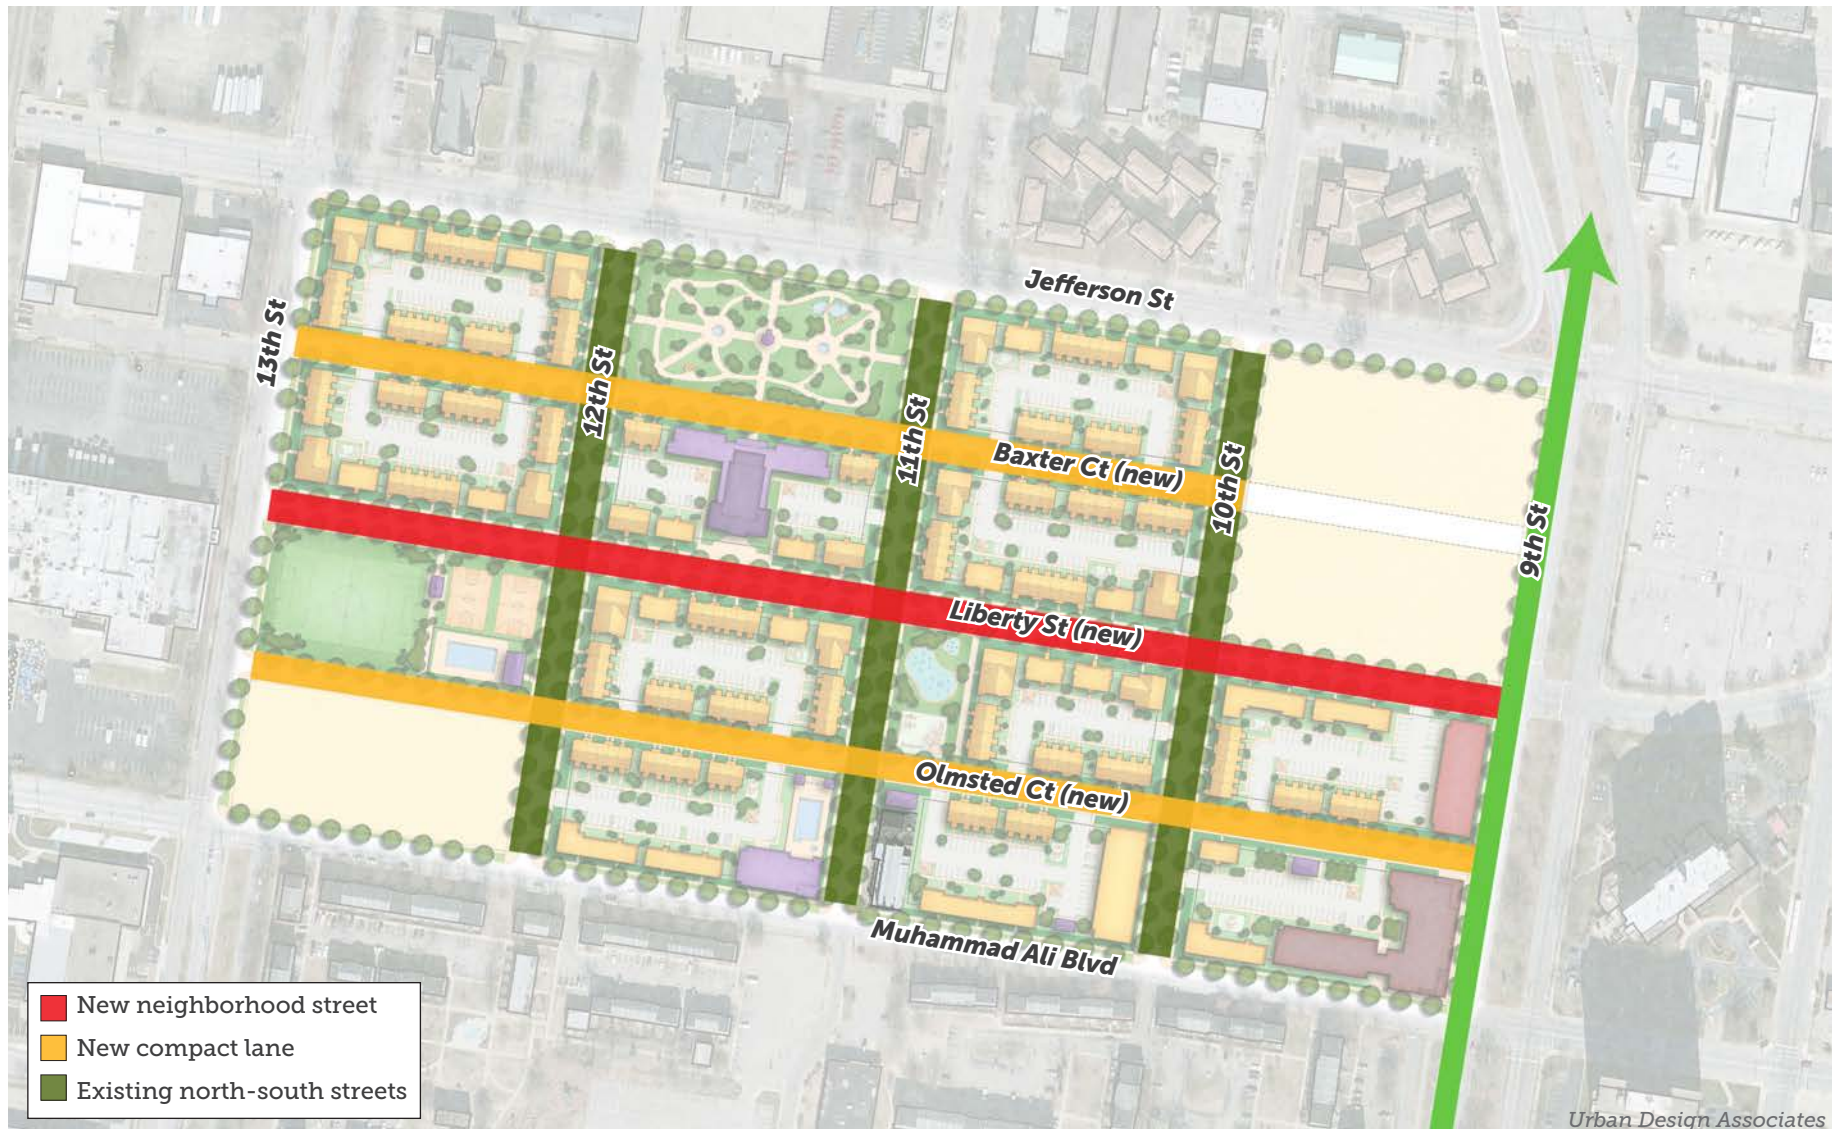 Jefferson St
13th St
12th St
11th St
Baxter Ct (new)
10th St
9th St
Liberty St (new)
Olmsted Ct (new)
Muhammad Ali Blvd
New neighborhood street
New compact lane
Existing north-south streets
Urban Design Associates